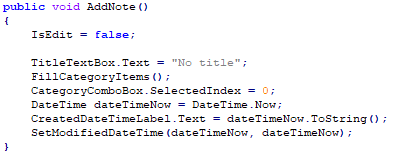 public void AddNote()
{
    IsEdit = false;

    TitleTextBox.Text = "No title";
    FillCategoryItems();
    CategoryComboBox.SelectedIndex = 0;
    DateTime dateTimeNow = DateTime.Now;
    CreatedDateTimeLabel.Text = dateTimeNow.ToString();
    SetModifiedDateTime(dateTimeNow, dateTimeNow);
}